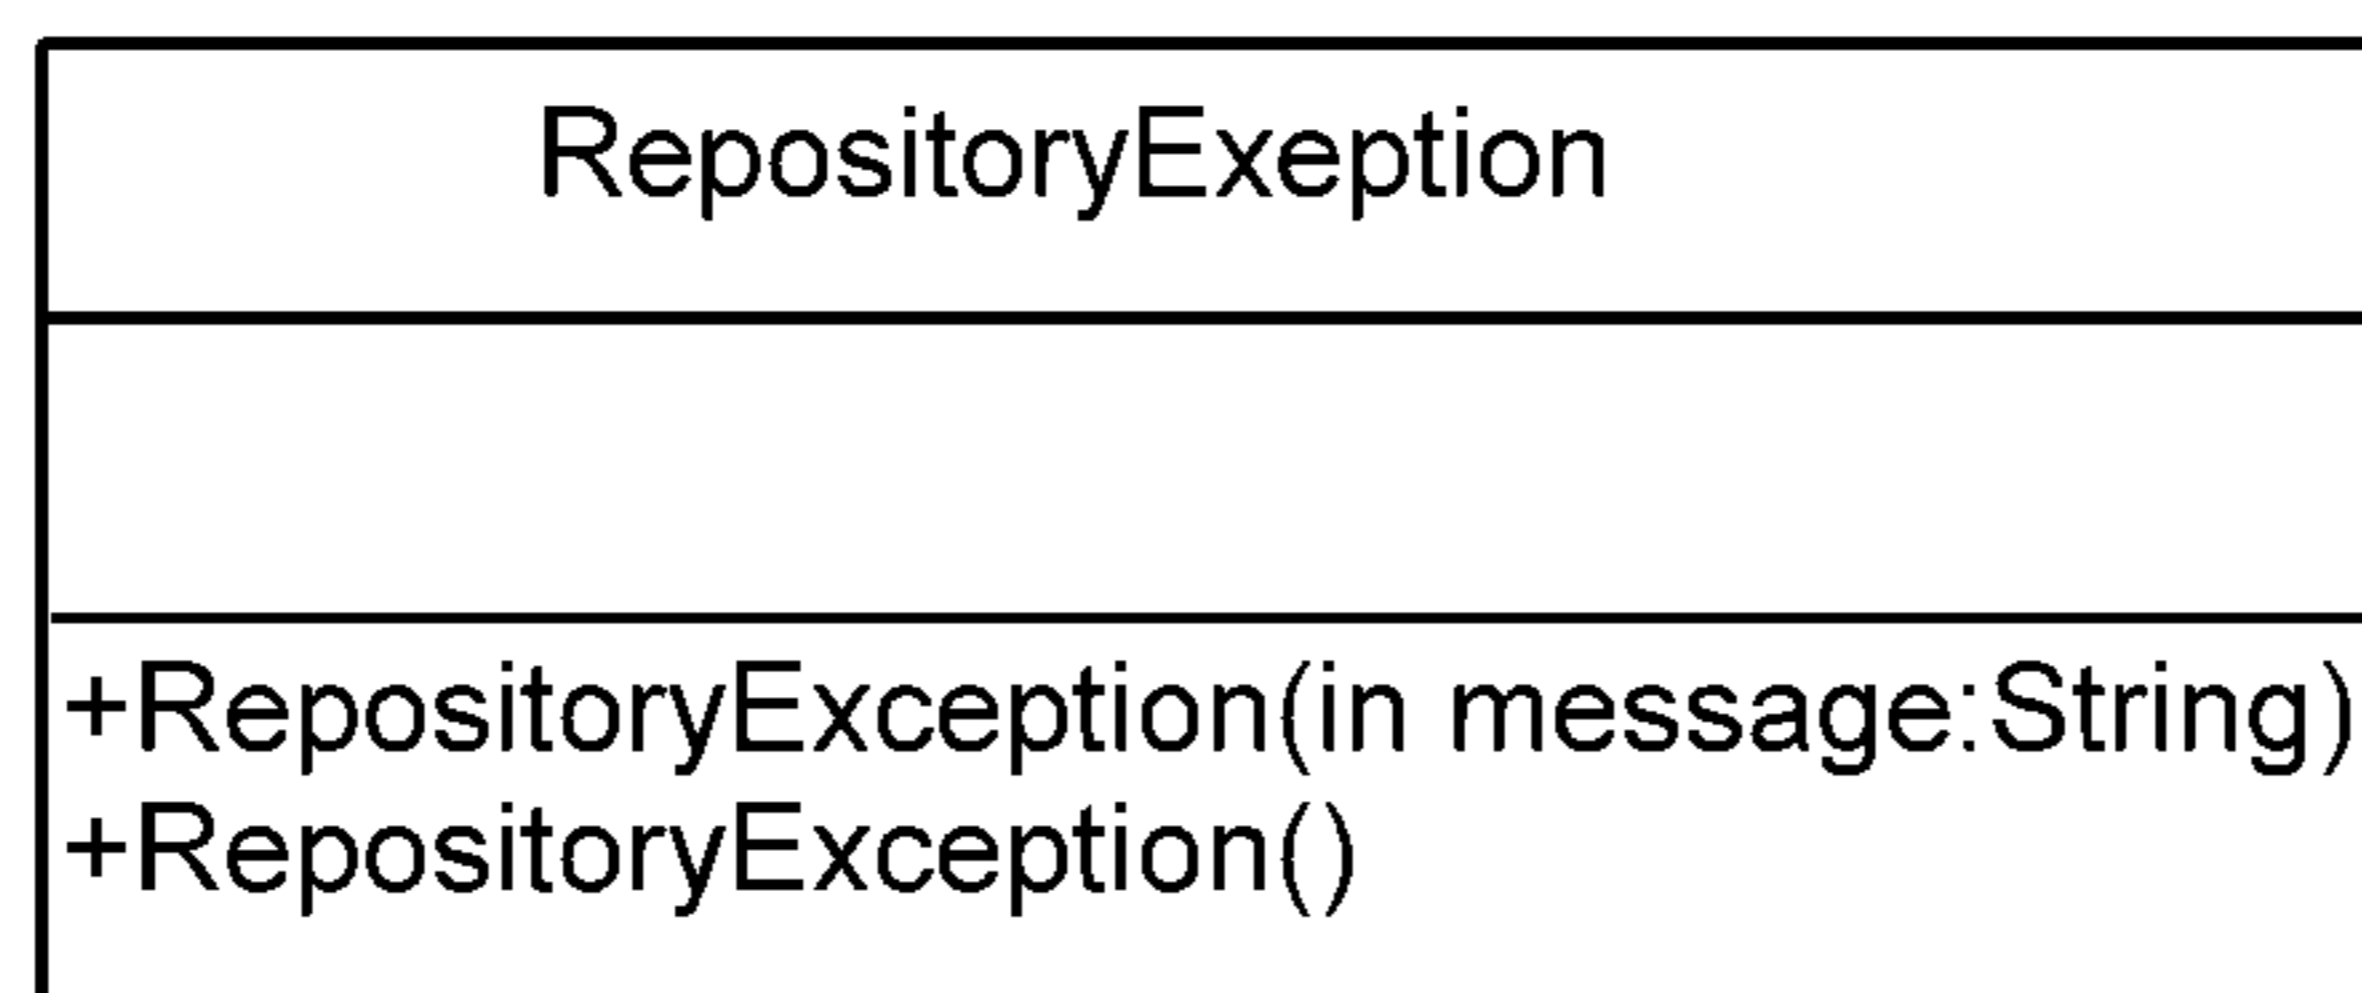 RepositoryExeption
+RepositoryException(in message:String)
+RepositoryException()